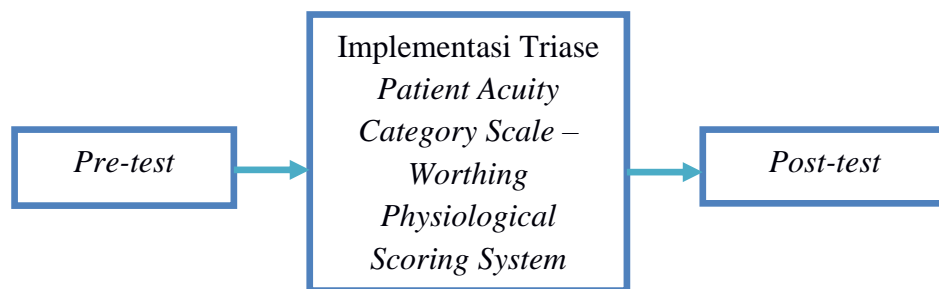 Pre-test
Implementasi Triase
Patient Acuity
Category Scale –
Worthing
Physiological
Scoring System
Post-test